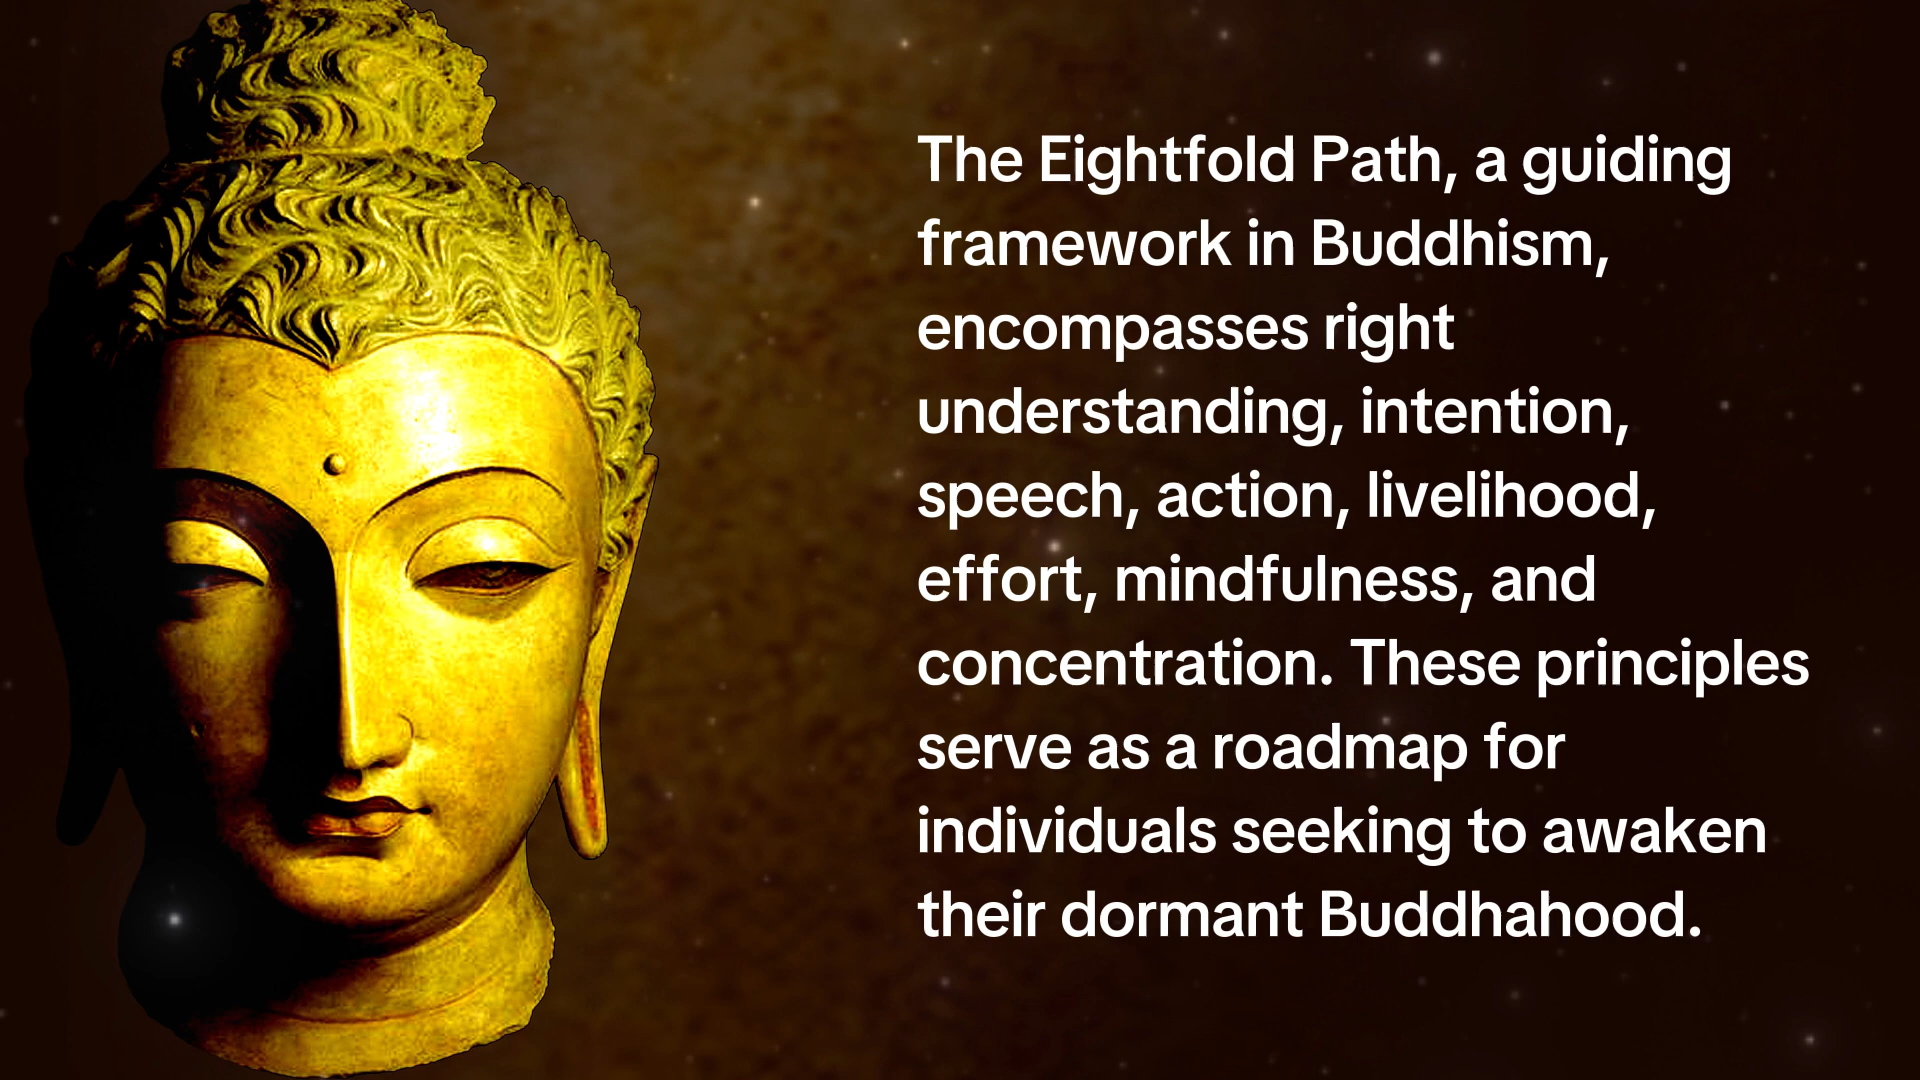 The Eightfold Path, a guiding
framework in Buddhism,
encompasses right
understanding, intention,
speech, action, livelihood,
effort, mindfulness, and
concentration. These principles
serve as a roadmap for
individuals seeking to awaken
their dormant Buddhahood.